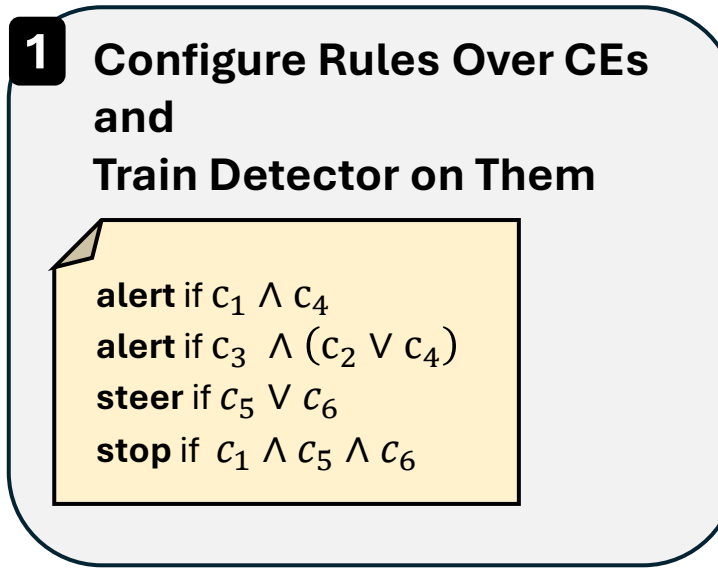 1
Configure Rules Over CEs
and
Train Detector on Them
alert if c₁ ∧ c₄
alert if c₃ ∧ (c₂ ∨ c₄)
steer if c₅ ∨ c₆
stop if c₁ ∧ c₅ ∧ c₆